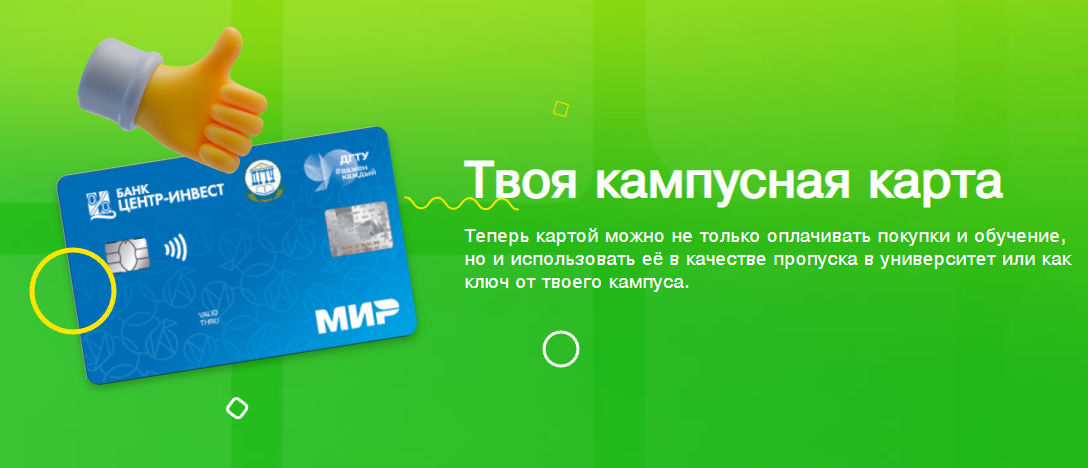 БАНК
ЦЕНТР-ИНВЕСТ
ДГТУ
ДГТУ
#важен
каждый
VALID
THRU
МИР
Твоя кампусная карта
Теперь картой можно не только оплачивать покупки и обучение,
но и использовать её в качестве пропуска в университет или как
ключ от твоего кампуса.